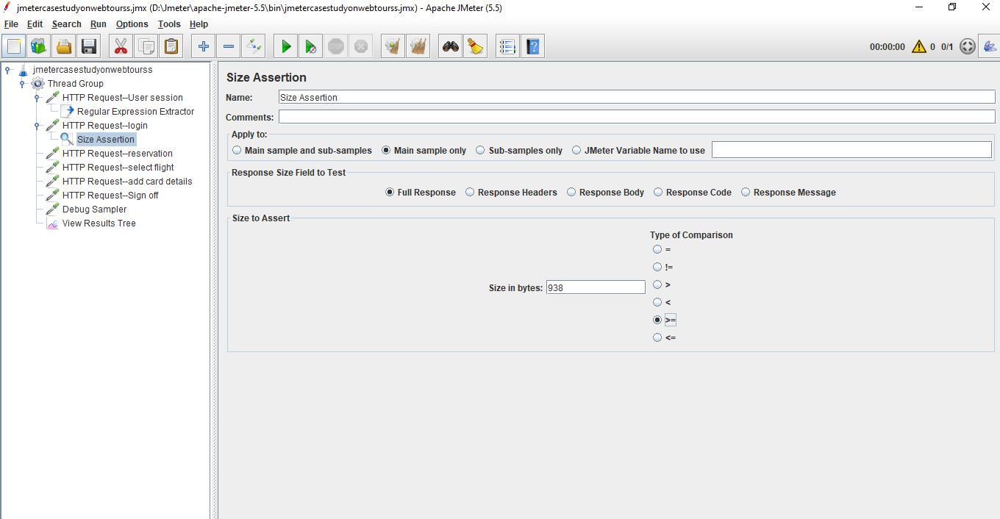 jmetercasestudyonwebtourss.jmx (D:\Jmeter\apache-jmeter-5.5\bin\jmetercasestudyonwebtourss.jmx) - Apache JMeter (5.5)
File Edit Search Run Options Tools Help
STOP
00:00:00 0 0/1
jmetercasestudyonwebtourss
Thread Group
HTTP Request--User session
Regular Expression Extractor
HTTP Request--login
Size Assertion
HTTP Request--reservation
HTTP Request--select flight
HTTP Request--add card details
HTTP Request--Sign off
Debug Sampler
View Results Tree
Size Assertion
Name: Size Assertion
Comments:
Apply to:
Main sample and sub-samples Main sample only Sub-samples only JMeter Variable Name to use
Response Size Field to Test
Full Response Response Headers Response Body Response Code Response Message
Size to Assert
Type of Comparison
=
!=
>
Size in bytes: 938
<
>=
<=